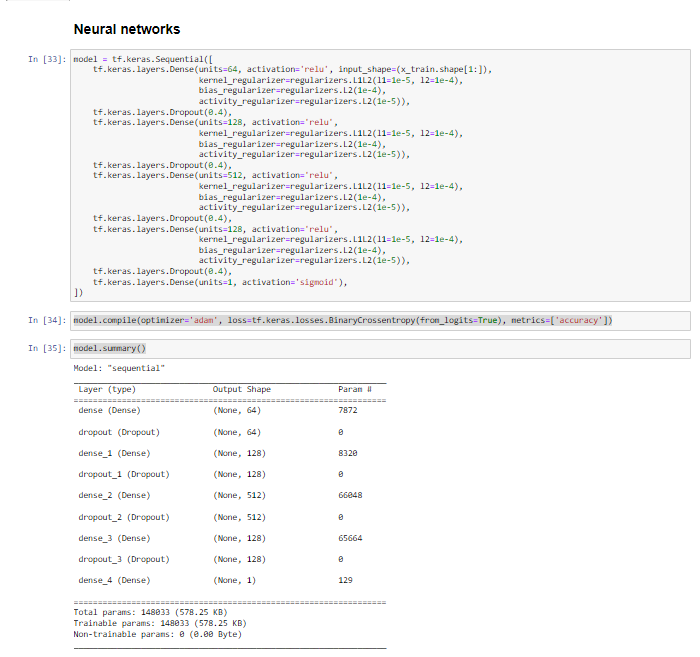 Neural networks
In [33]: model = tf.keras.Sequential([
tf.keras.layers.Dense(units=64, activation='relu', input_shape=(x_train.shape[1:]),
kernel_regularizer=regularizers.L1L2(l1=1e-5, l2=1e-4),
bias_regularizer=regularizers.L2(1e-4),
activity_regularizer=regularizers.L2(1e-5)),
tf.keras.layers.Dropout(0.4),
tf.keras.layers.Dense(units=128, activation='relu',
kernel_regularizer=regularizers.L1L2(l1=1e-5, l2=1e-4),
bias_regularizer=regularizers.L2(1e-4),
activity_regularizer=regularizers.L2(1e-5)),
tf.keras.layers.Dropout(0.4),
tf.keras.layers.Dense(units=512, activation='relu',
kernel_regularizer=regularizers.L1L2(l1=1e-5, l2=1e-4),
bias_regularizer=regularizers.L2(1e-4),
activity_regularizer=regularizers.L2(1e-5)),
tf.keras.layers.Dropout(0.4),
tf.keras.layers.Dense(units=128, activation='relu',
kernel_regularizer=regularizers.L1L2(l1=1e-5, l2=1e-4),
bias_regularizer=regularizers.L2(1e-4),
activity_regularizer=regularizers.L2(1e-5)),
tf.keras.layers.Dropout(0.4),
tf.keras.layers.Dense(units=1, activation='sigmoid'),
])
In [34]: model.compile(optimizer='adam', loss=tf.keras.losses.BinaryCrossentropy(from_logits=True), metrics=['accuracy'])
In [35]: model.summary()
Model: "sequential"
Layer (type) Output Shape Param #
dense (Dense) (None, 64) 7872
dropout (Dropout) (None, 64) 0
dense_1 (Dense) (None, 128) 8320
dropout_1 (Dropout) (None, 128) 0
dense_2 (Dense) (None, 512) 66048
dropout_2 (Dropout) (None, 512) 0
dense_3 (Dense) (None, 128) 65664
dropout_3 (Dropout) (None, 128) 0
dense_4 (Dense) (None, 1) 129
Total params: 148033 (578.25 KB)
Trainable params: 148033 (578.25 KB)
Non-trainable params: 0 (0.00 Byte)